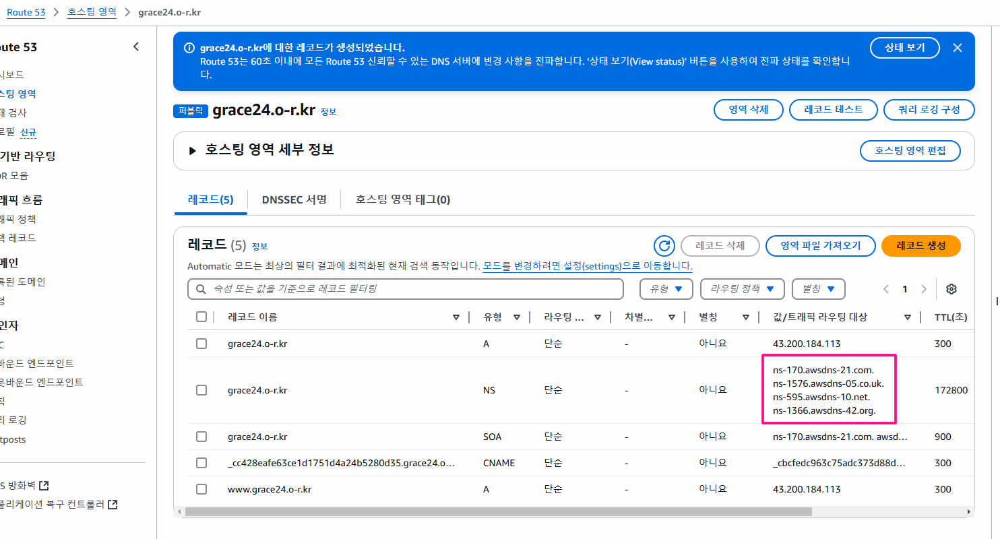 Route 53 > 호스팅 영역 > grace24.o-r.kr
ute 53
시보드
스팅 영역
태 검사
로필 신규
기반 라우팅
OR 모음
래픽 흐름
래픽 정책
책 레코드
메인
록된 도메인
청
인자
C
바운드 엔드포인트
웃바운드 엔드포인트
칙
리 로깅
tposts
S 방화벽
플리케이션 복구 컨트롤러
grace24.o-r.kr에 대한 레코드가 생성되었습니다.
Route 53는 60초 이내에 모든 Route 53 신뢰할 수 있는 DNS 서버에 변경 사항을 전파합니다. ‘상태 보기(View status)’ 버튼을 사용하여 전파 상태를 확인합니
다.
상태 보기
퍼블릭 grace24.o-r.kr 정보
영역 삭제 레코드 테스트 쿼리 로깅 구성
호스팅 영역 세부 정보 호스팅 영역 편집
레코드(5) DNSSEC 서명 호스팅 영역 태그(0)
레코드 (5) 정보 레코드 삭제 영역 파일 가져오기 레코드 생성
Automatic 모드는 최상의 필터 결과에 최적화된 현재 검색 동작입니다. 모드를 변경하려면 설정(settings)으로 이동합니다.
속성 또는 값을 기준으로 레코드 필터링 유형 라우팅 정책 별칭 1
레코드 이름 유형 라우팅 ... 차별... 별칭 값/트래픽 라우팅 대상 TTL(초)
grace24.o-r.kr A 단순 - 아니요 43.200.184.113 300
grace24.o-r.kr NS 단순 - 아니요 ns-170.awsdns-21.com.
ns-1576.awsdns-05.co.uk.
ns-595.awsdns-10.net.
ns-1366.awsdns-42.org.
172800
grace24.o-r.kr SOA 단순 - 아니요 ns-170.awsdns-21.com. awsd... 900
_cc428eafe63ce1d1751d4a24b5280d35.grace24.o... CNAME 단순 - 아니요 _cbcfedc963c75adc373d88d... 300
www.grace24.o-r.kr A 단순 - 아니요 43.200.184.113 300